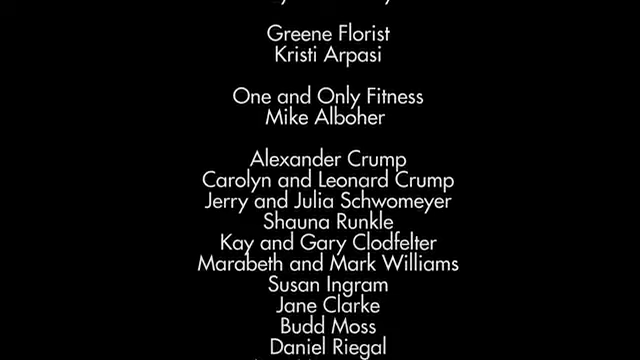 Greene Florist
Kristi Arpasi
One and Only Fitness
Mike Alboher
Alexander Crump
Carolyn and Leonard Crump
Jerry and Julia Schwomeyer
Shauna Runkle
Kay and Gary Clodfelter
Marabeth and Mark Williams
Susan Ingram
Jane Clarke
Budd Moss
Daniel Riegal